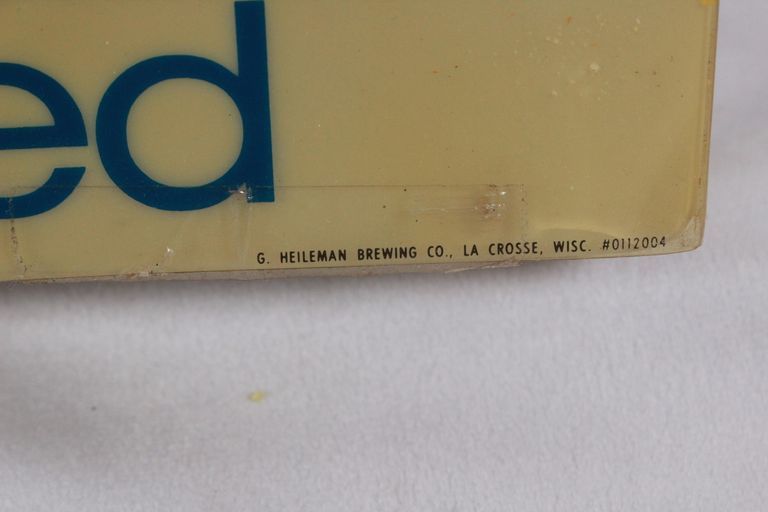 ed
G. HEILEMAN BREWING CO., LA CROSSE, WISC. #0112004